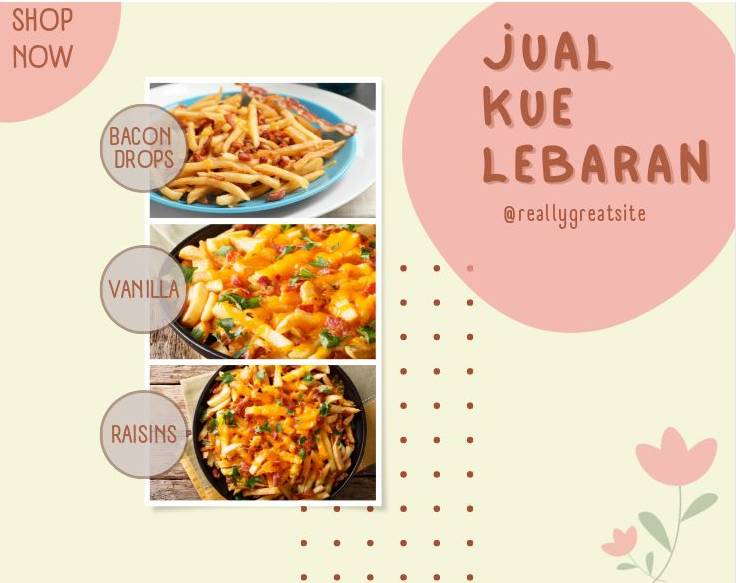 SHOP
NOW
JUAL
KUE
LEBARAN
@reallygreatsite
BACON
DROPS
VANILLA
RAISINS